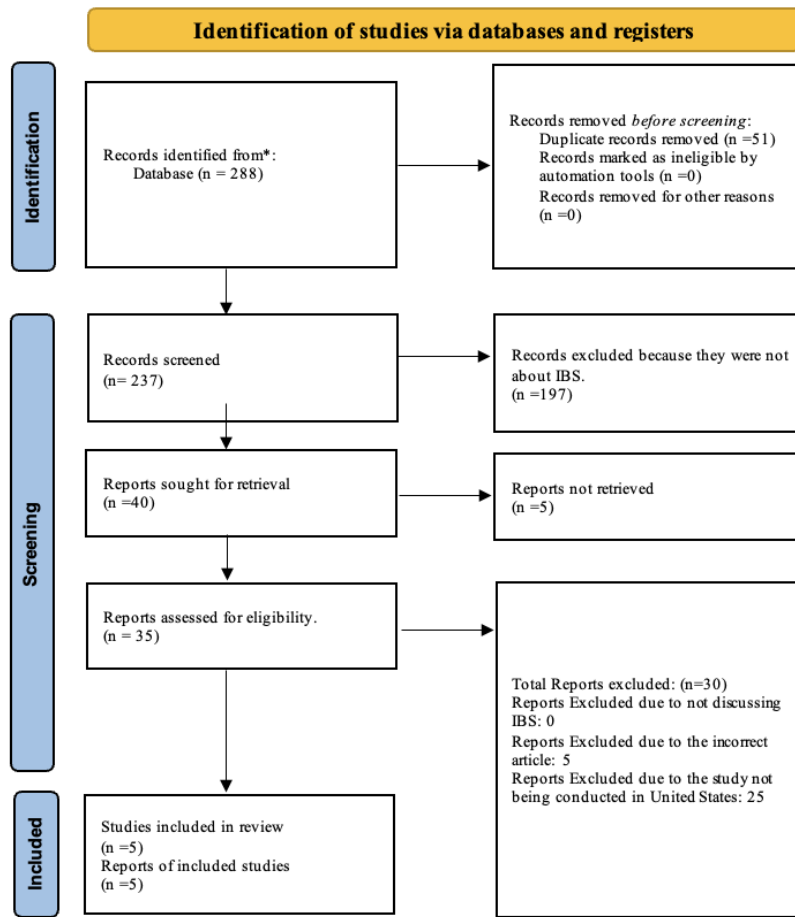 Identification of studies via databases and registers
Identification
Records identified from*:
Database (n = 288)
Records removed before screening:
Duplicate records removed (n =51)
Records marked as ineligible by
automation tools (n =0)
Records removed for other reasons
(n =0)
Screening
Records screened
(n= 237)
Records excluded because they were not
about IBS.
(n =197)
Reports sought for retrieval
(n =40)
Reports not retrieved
(n =5)
Reports assessed for eligibility.
(n = 35)
Total Reports excluded: (n=30)
Reports Excluded due to not discussing
IBS: 0
Reports Excluded due to the incorrect
article: 5
Reports Excluded due to the study not
being conducted in United States: 25
Included
Studies included in review
(n =5)
Reports of included studies
(n =5)